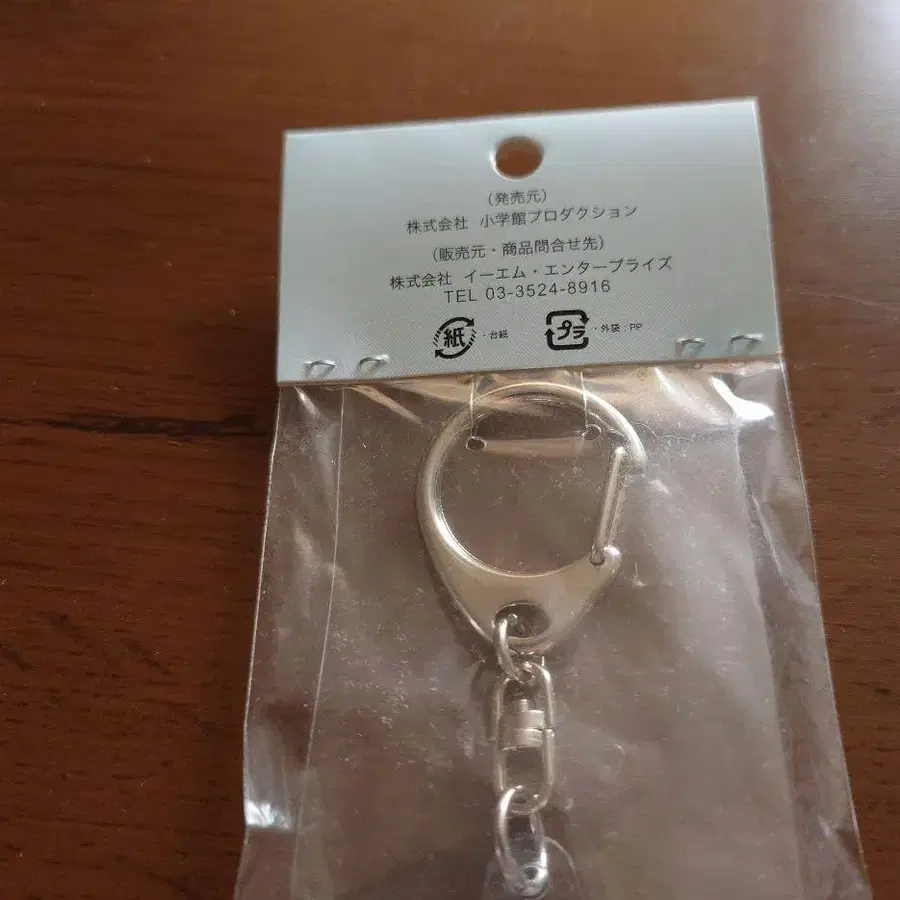 （発売元）
株式会社 小学館プロダクション
（販売元・商品問合せ先）
株式会社 イーエム・エンタープライズ
TEL 03-3524-8916
紙 ・台紙 プラ ・外袋：PP